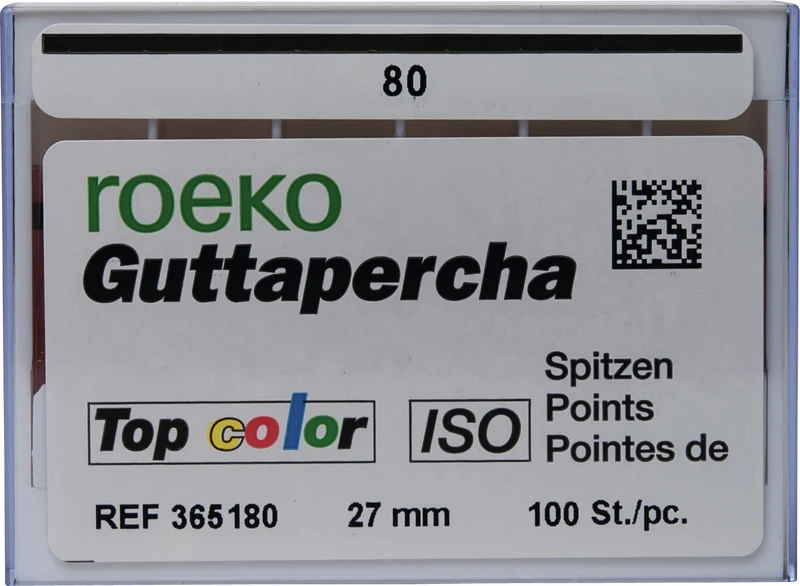 80
roeko
Guttapercha
Top color
ISO
Spitzen
Points
Pointes de
REF 365180 27 mm 100 St./pc.